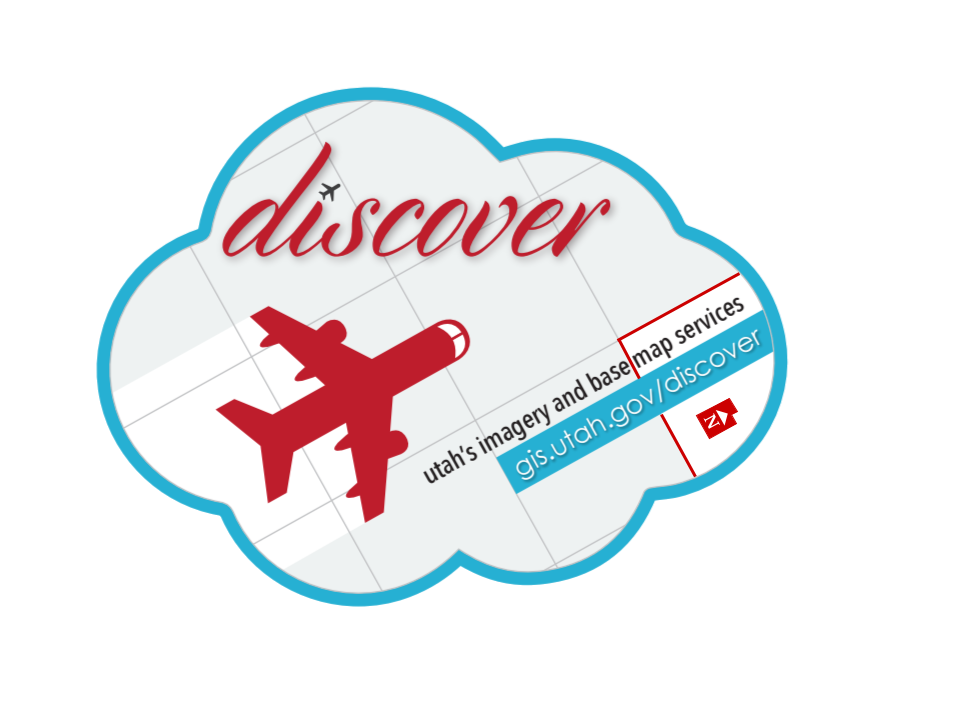 discover
utah's imagery and base map services
gis.utah.gov/discover
N